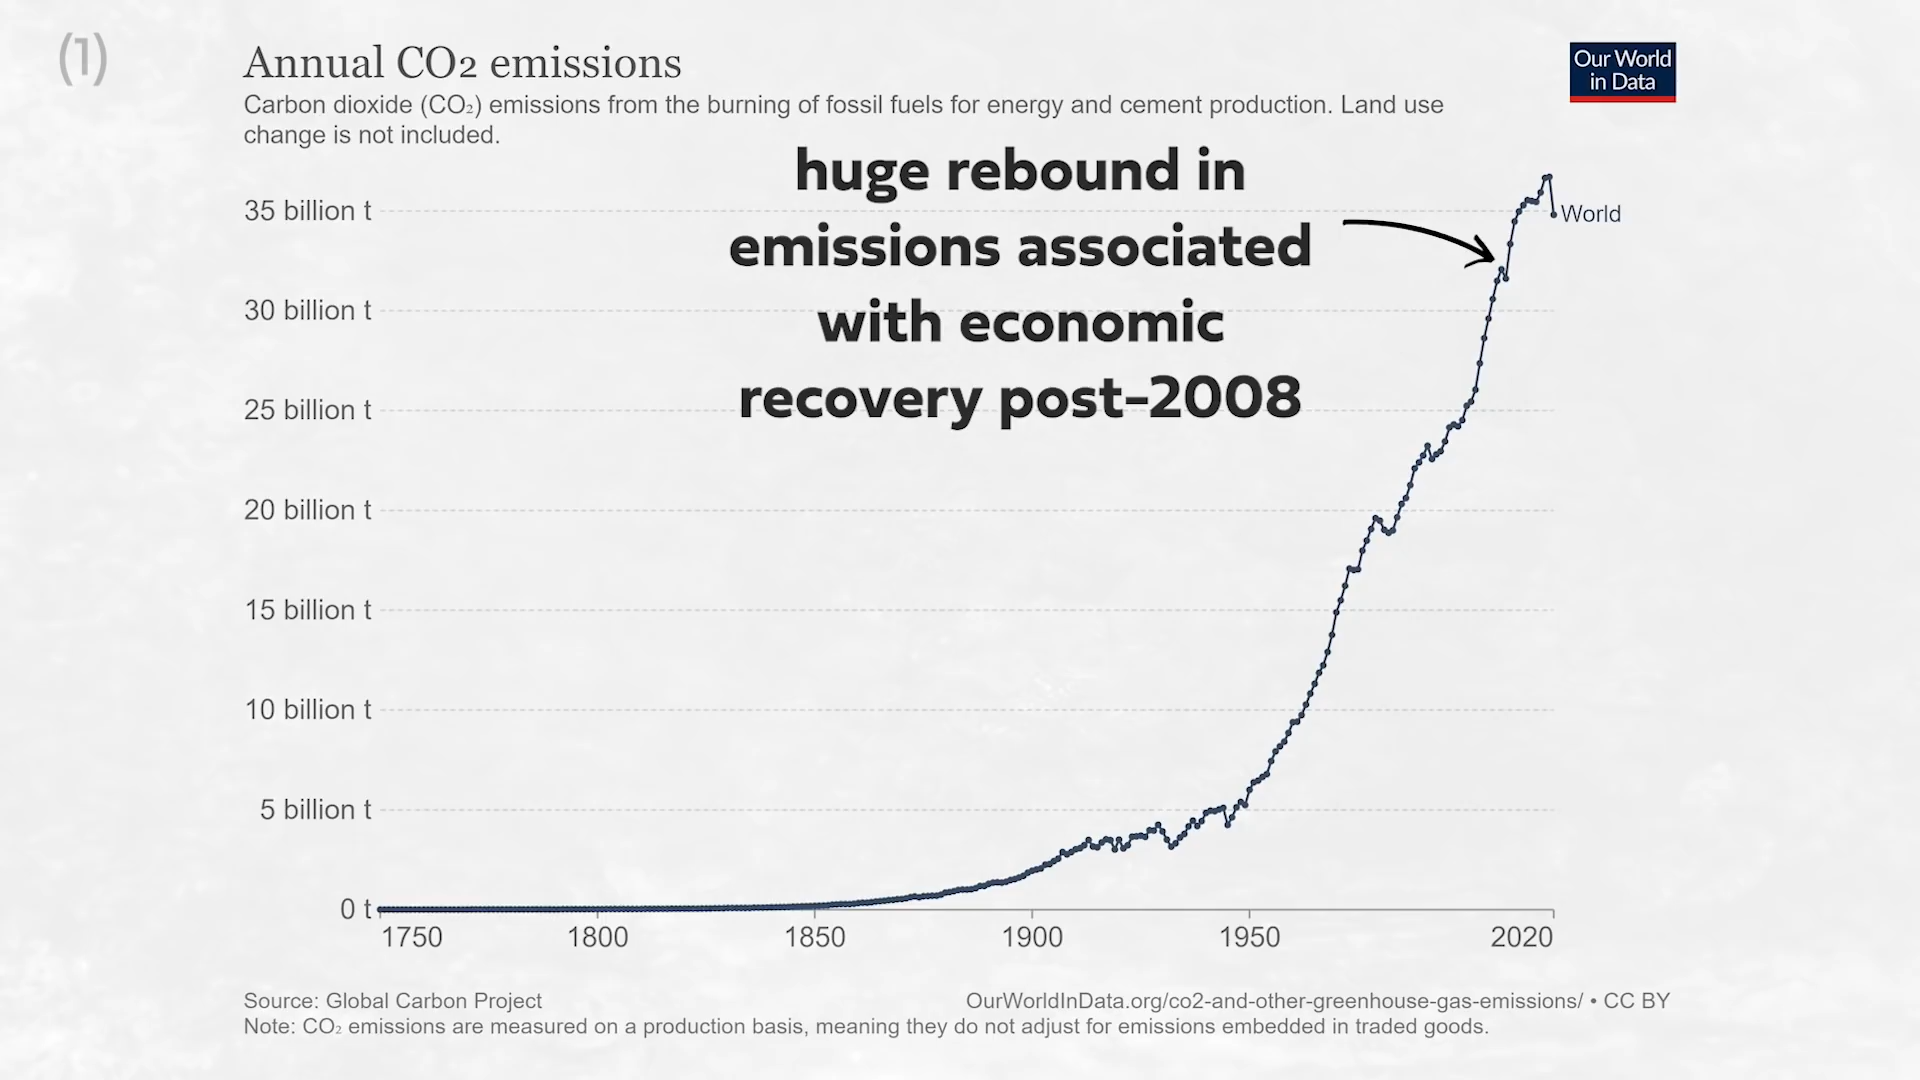 (1)
Annual CO2 emissions
Carbon dioxide (CO₂) emissions from the burning of fossil fuels for energy and cement production. Land use
change is not included.
Our World
in Data
huge rebound in
emissions associated
with economic
recovery post-2008
World
35 billion t
30 billion t
25 billion t
20 billion t
15 billion t
10 billion t
5 billion t
0 t
1750 1800 1850 1900 1950 2020
Source: Global Carbon Project
OurWorldInData.org/co2-and-other-greenhouse-gas-emissions/ • CC BY
Note: CO₂ emissions are measured on a production basis, meaning they do not adjust for emissions embedded in traded goods.